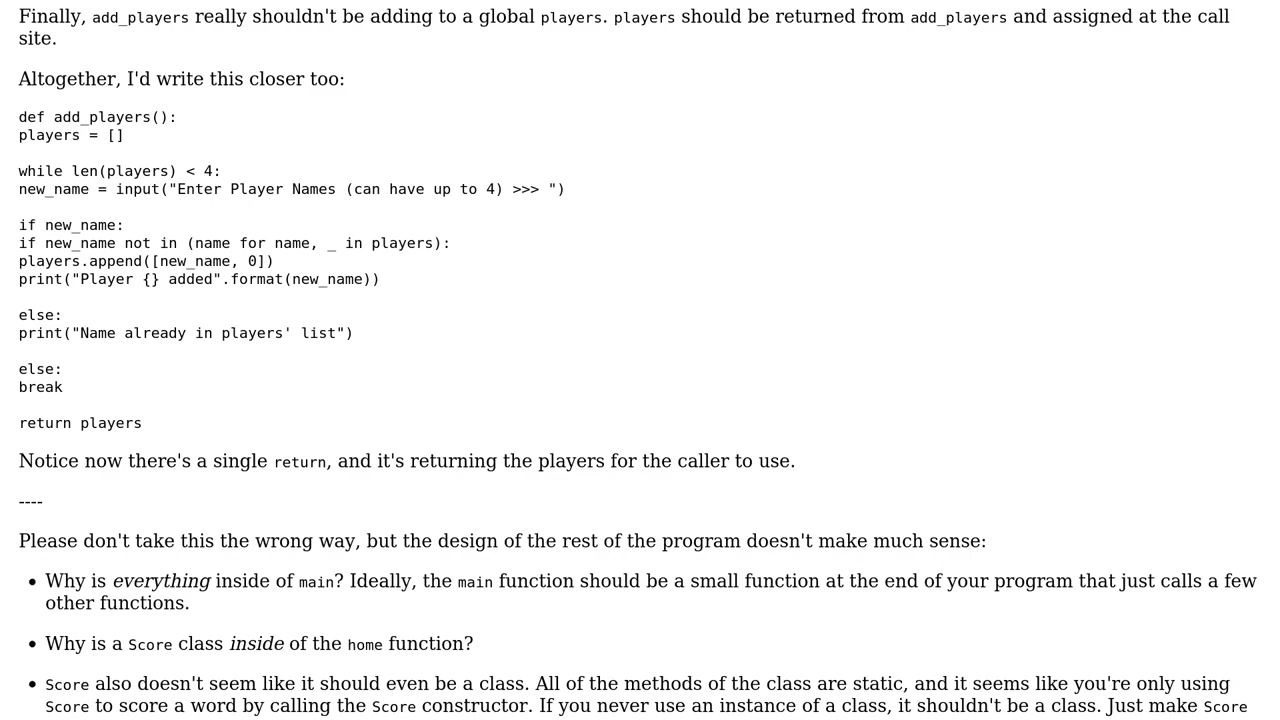 Finally, add_players really shouldn't be adding to a global players. players should be returned from add_players and assigned at the call
site.
Altogether, I'd write this closer too:
def add_players():
players = []
while len(players) < 4:
new_name = input("Enter Player Names (can have up to 4) >>> ")
if new_name:
if new_name not in (name for name, _ in players):
players.append([new_name, 0])
print("Player {} added".format(new_name))
else:
print("Name already in players' list")
else:
break
return players
Notice now there's a single return, and it's returning the players for the caller to use.
----
Please don't take this the wrong way, but the design of the rest of the program doesn't make much sense:
• Why is everything inside of main? Ideally, the main function should be a small function at the end of your program that just calls a few
other functions.
• Why is a Score class inside of the home function?
• Score also doesn't seem like it should even be a class. All of the methods of the class are static, and it seems like you're only using
Score to score a word by calling the Score constructor. If you never use an instance of a class, it shouldn't be a class. Just make Score